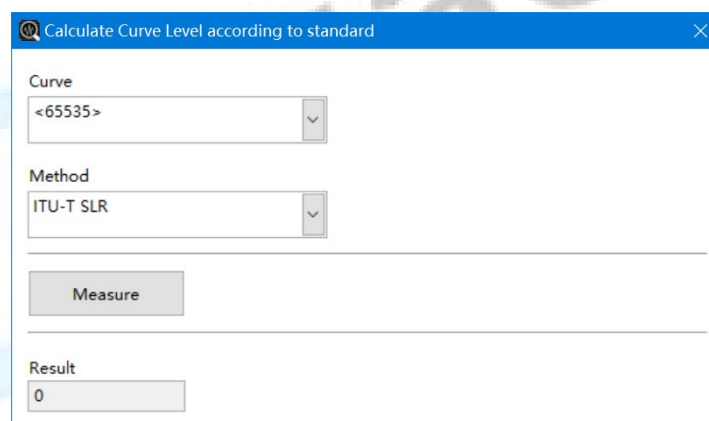 Calculate Curve Level according to standard
Curve
<65535>
Method
ITU-T SLR
Measure
Result
0